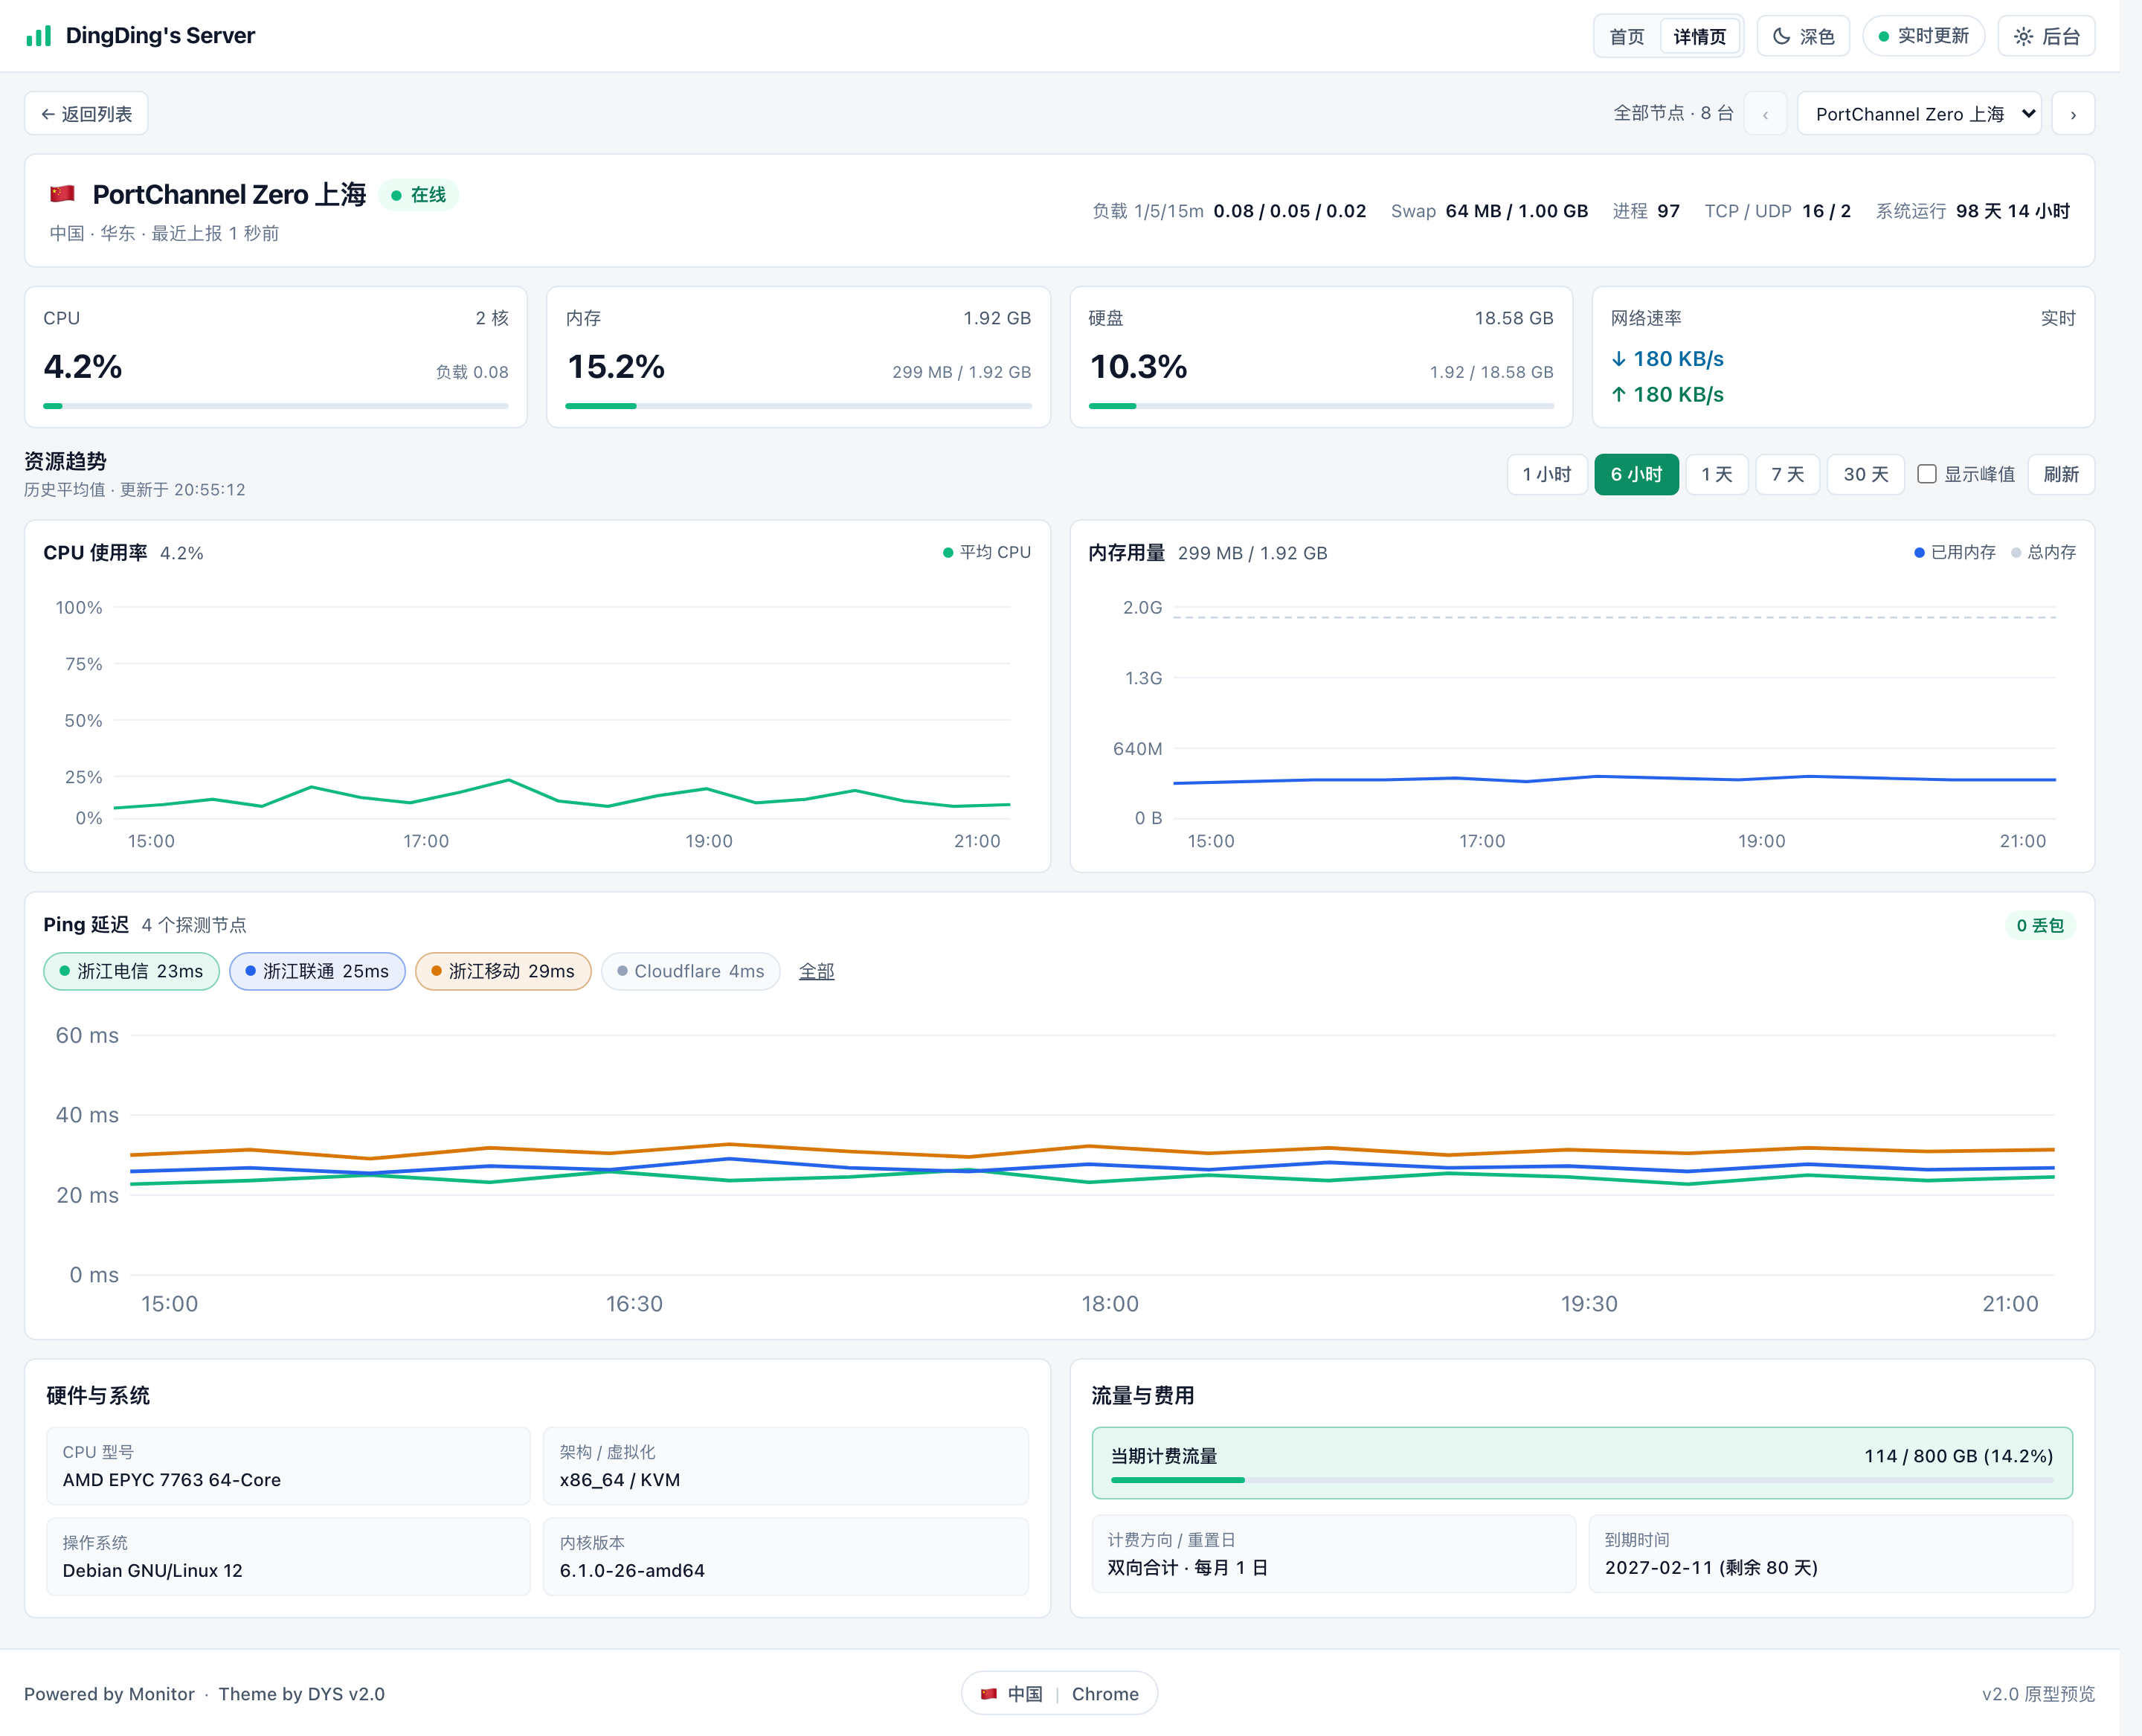 DingDing's Server
首页 详情页 深色 实时更新 后台
← 返回列表
全部节点 · 8 台 ‹ PortChannel Zero 上海 ›
PortChannel Zero 上海 在线
中国 · 华东 · 最近上报 1 秒前
负载 1/5/15m 0.08 / 0.05 / 0.02 Swap 64 MB / 1.00 GB 进程 97 TCP / UDP 16 / 2 系统运行 98 天 14 小时
CPU 2 核
4.2% 负载 0.08
内存 1.92 GB
15.2% 299 MB / 1.92 GB
硬盘 18.58 GB
10.3% 1.92 / 18.58 GB
网络速率 实时
↓ 180 KB/s
↑ 180 KB/s
资源趋势
历史平均值 · 更新于 20:55:12
1 小时 6 小时 1 天 7 天 30 天 显示峰值 刷新
CPU 使用率 4.2% 平均 CPU
100%
75%
50%
25%
0%
15:00 17:00 19:00 21:00
内存用量 299 MB / 1.92 GB 已用内存 总内存
2.0G
1.3G
640M
0 B
15:00 17:00 19:00 21:00
Ping 延迟 4 个探测节点 0 丢包
浙江电信 23ms 浙江联通 25ms 浙江移动 29ms Cloudflare 4ms 全部
60 ms
40 ms
20 ms
0 ms
15:00 16:30 18:00 19:30 21:00
硬件与系统
CPU 型号
AMD EPYC 7763 64-Core
架构 / 虚拟化
x86_64 / KVM
操作系统
Debian GNU/Linux 12
内核版本
6.1.0-26-amd64
流量与费用
当期计费流量 114 / 800 GB (14.2%)
计费方向 / 重置日
双向合计 · 每月 1 日
到期时间
2027-02-11 (剩余 80 天)
Powered by Monitor · Theme by DYS v2.0
中国 | Chrome
v2.0 原型预览